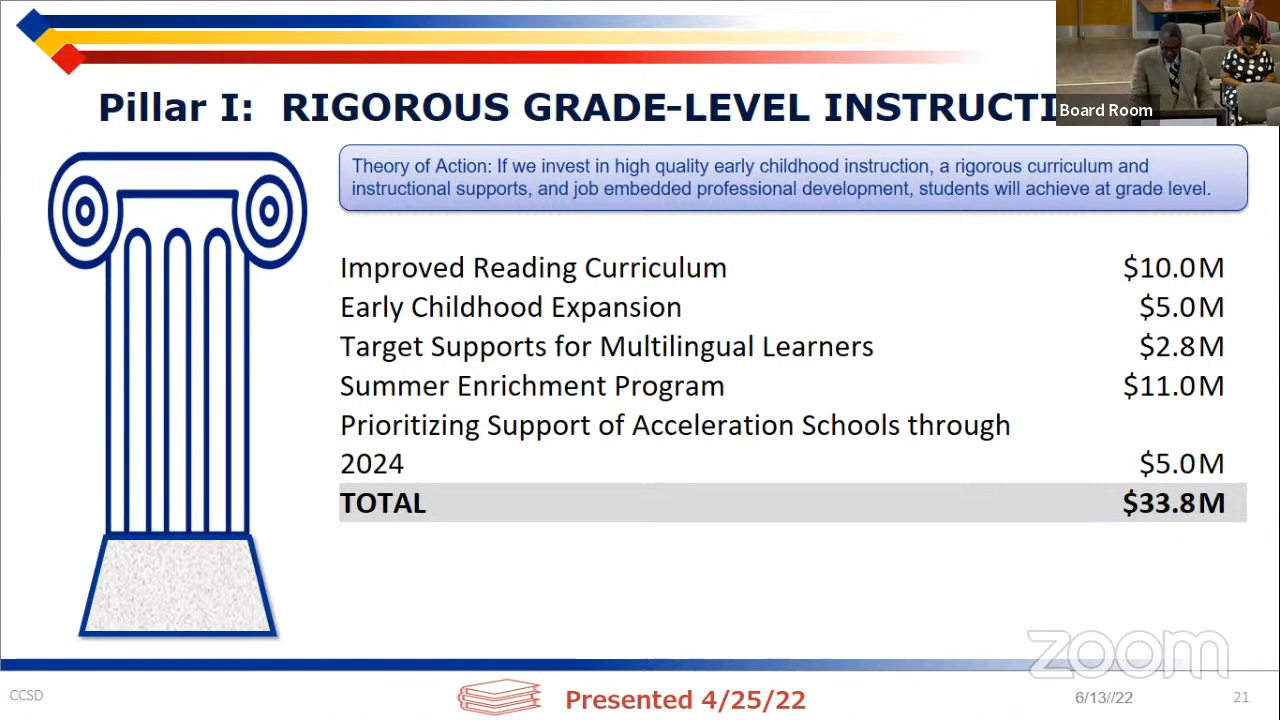 Pillar I: RIGOROUS GRADE-LEVEL INSTRUCTI
Board Room
Theory of Action: If we invest in high quality early childhood instruction, a rigorous curriculum and
instructional supports, and job embedded professional development, students will achieve at grade level.
Improved Reading Curriculum $10.0M
Early Childhood Expansion $5.0M
Target Supports for Multilingual Learners $2.8M
Summer Enrichment Program $11.0M
Prioritizing Support of Acceleration Schools through
2024 $5.0M
TOTAL $33.8M
zoom
CCSD Presented 4/25/22 6/13//22 21